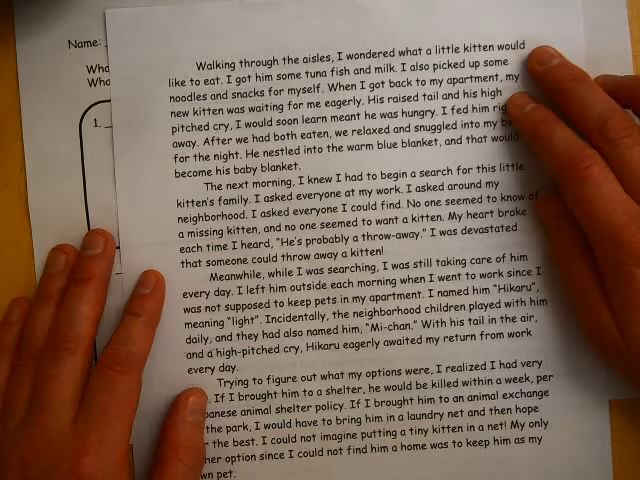 Name:
Wha
Wha
1.
Walking through the aisles, I wondered what a little kitten would
like to eat. I got him some tuna fish and milk. I also picked up some
noodles and snacks for myself. When I got back to my apartment, my
new kitten was waiting for me eagerly. His raised tail and his high
pitched cry, I would soon learn meant he was hungry. I fed him
away. After we had both eaten, we relaxed and snuggled into my
for the night. He nestled into the warm blue blanket, and that would
become his baby blanket.
The next morning, I knew I had to begin a search for this little
kitten's family. I asked everyone at my work. I asked around my
neighborhood. I asked everyone I could find. No one seemed to know of
a missing kitten, and no one seemed to want a kitten. My heart broke
each time I heard, "He's probably a throw-away." I was devastated
that someone could throw away a kitten!
Meanwhile, while I was searching, I was still taking care of him
every day. I left him outside each morning when I went to work since I
was not supposed to keep pets in my apartment. I named him "Hikaru",
meaning "light". Incidentally, the neighborhood children played with him
daily, and they had also named him, "Mi-chan." With his tail in the air,
and a high-pitched cry, Hikaru eagerly awaited my return from work
every day.
Trying to figure out what my options were, I realized I had very
. If I brought him to a shelter, he would be killed within a week, per
panese animal shelter policy. If I brought him to an animal exchange
the park, I would have to bring him in a laundry net and then hope
r the best. I could not imagine putting a tiny kitten in a net! My only
her option since I could not find him a home was to keep him as my
wn pet.